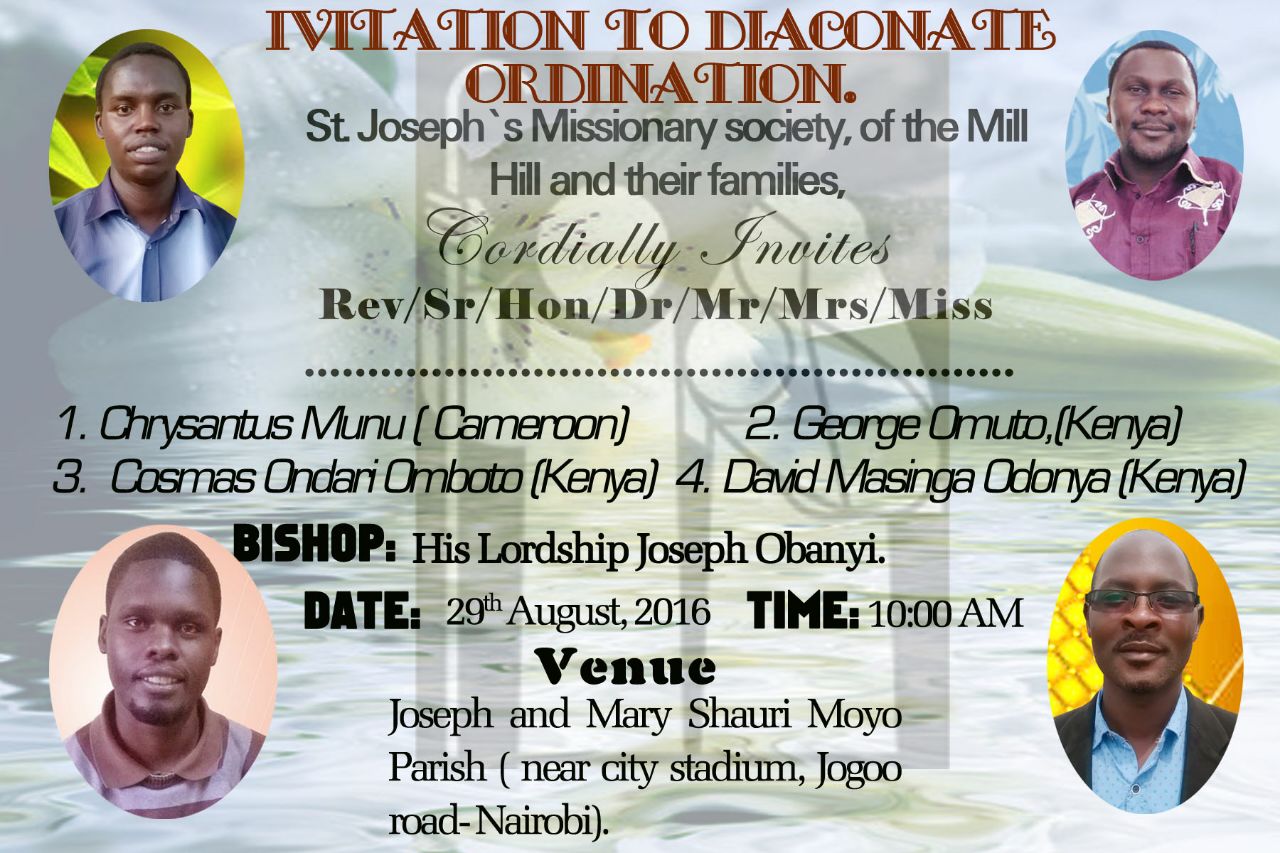 IVITATION TO DIACONATE
ORDINATION.
St. Joseph`s Missionary society, of the Mill
Hill and their families,
Cordially Invites
Rev/Sr/Hon/Dr/Mr/Mrs/Miss
........................................................
1. Chrysantus Munu ( Cameroon) 2. George Omuto,(Kenya)
3. Cosmas Ondari Omboto (Kenya) 4. David Masinga Odonya (Kenya)
BISHOP: His Lordship Joseph Obanyi.
DATE: 29th August, 2016 TIME: 10:00 AM
Venue
Joseph and Mary Shauri Moyo
Parish ( near city stadium, Jogoo
road- Nairobi).